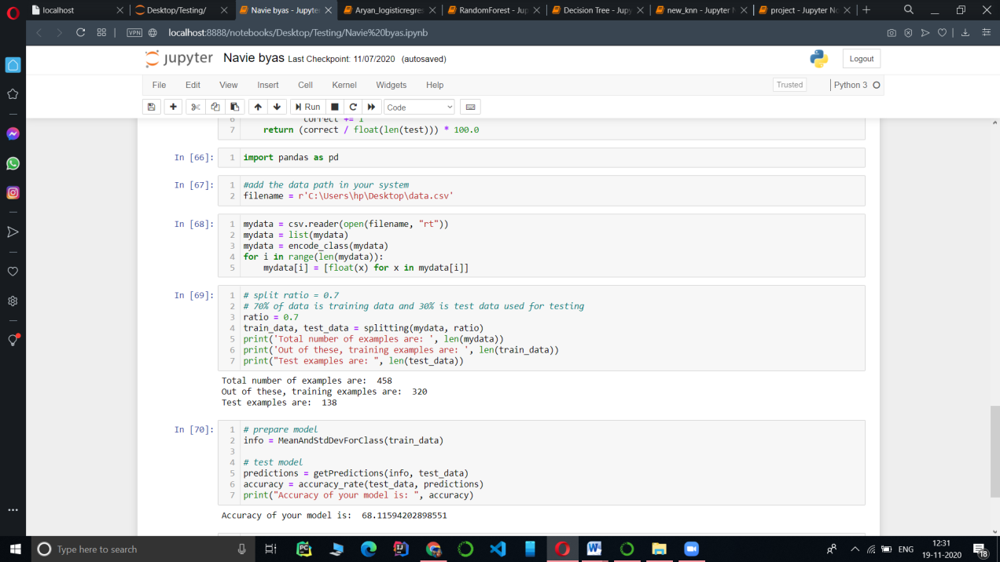 localhost
Desktop/Testing/
Navie byas - Jupyte
Aryan_logisticregres
RandomForest - Jup
Decision Tree - Jupy
new_knn - Jupyter N
project - Jupyter No
VPN
localhost:8888/notebooks/Desktop/Testing/Navie%20byas.ipynb
jupyter Navie byas Last Checkpoint: 11/07/2020 (autosaved)
Logout
File Edit View Insert Cell Kernel Widgets Help
Trusted
Python 3
Run
Code
6 correct += 1
7 return (correct / float(len(test))) * 100.0
In [66]: 1 import pandas as pd
In [67]: 1 #add the data path in your system
2 filename = r'C:\Users\hp\Desktop\data.csv'
In [68]: 1 mydata = csv.reader(open(filename, "rt"))
2 mydata = list(mydata)
3 mydata = encode_class(mydata)
4 for i in range(len(mydata)):
5 mydata[i] = [float(x) for x in mydata[i]]
In [69]: 1 # split ratio = 0.7
2 # 70% of data is training data and 30% is test data used for testing
3 ratio = 0.7
4 train_data, test_data = splitting(mydata, ratio)
5 print('Total number of examples are: ', len(mydata))
6 print('Out of these, training examples are: ', len(train_data))
7 print("Test examples are: ", len(test_data))
Total number of examples are:  458
Out of these, training examples are:  320
Test examples are:  138
In [70]: 1 # prepare model
2 info = MeanAndStdDevForClass(train_data)
3
4 # test model
5 predictions = getPredictions(info, test_data)
6 accuracy = accuracy_rate(test_data, predictions)
7 print("Accuracy of your model is: ", accuracy)
Accuracy of your model is:  68.11594202898551
Type here to search
PC
IJ
W
ENG
12:31
19-11-2020
18